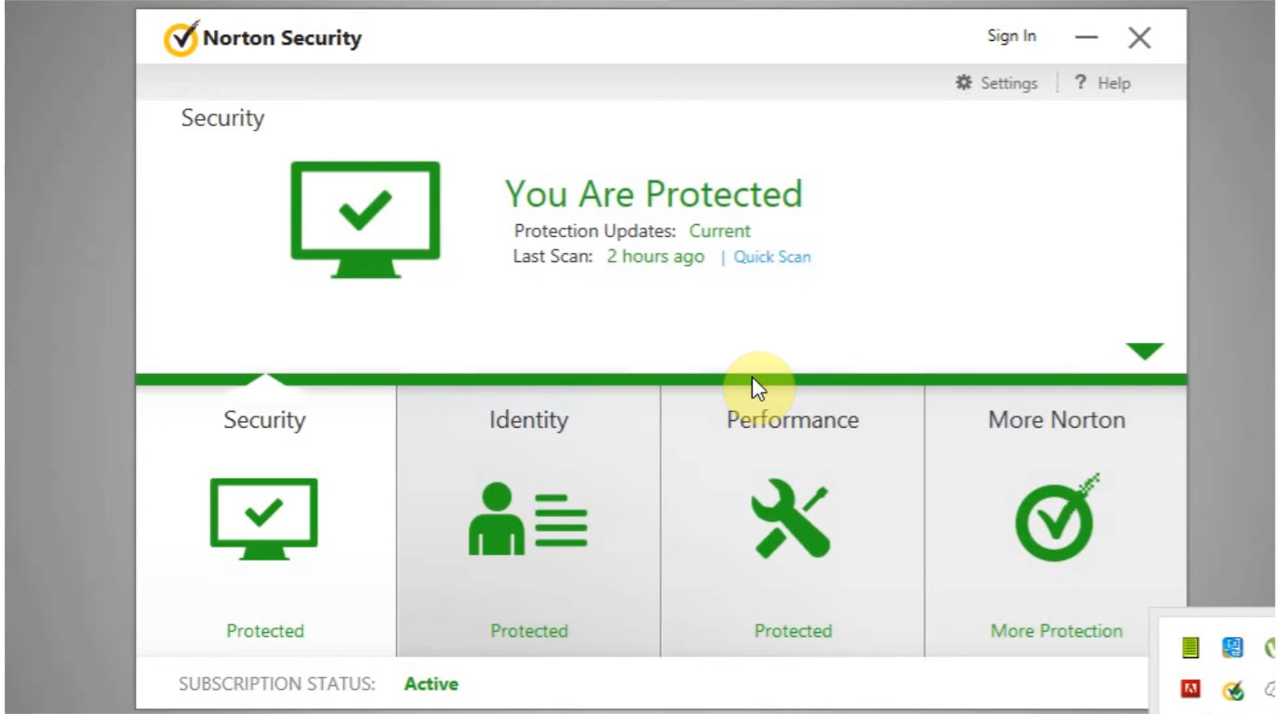 Norton Security
Sign In
Settings
? Help
Security
You Are Protected
Protection Updates: Current
Last Scan: 2 hours ago | Quick Scan
Security
Identity
Performance
More Norton
Protected
Protected
Protected
More Protection
SUBSCRIPTION STATUS: Active